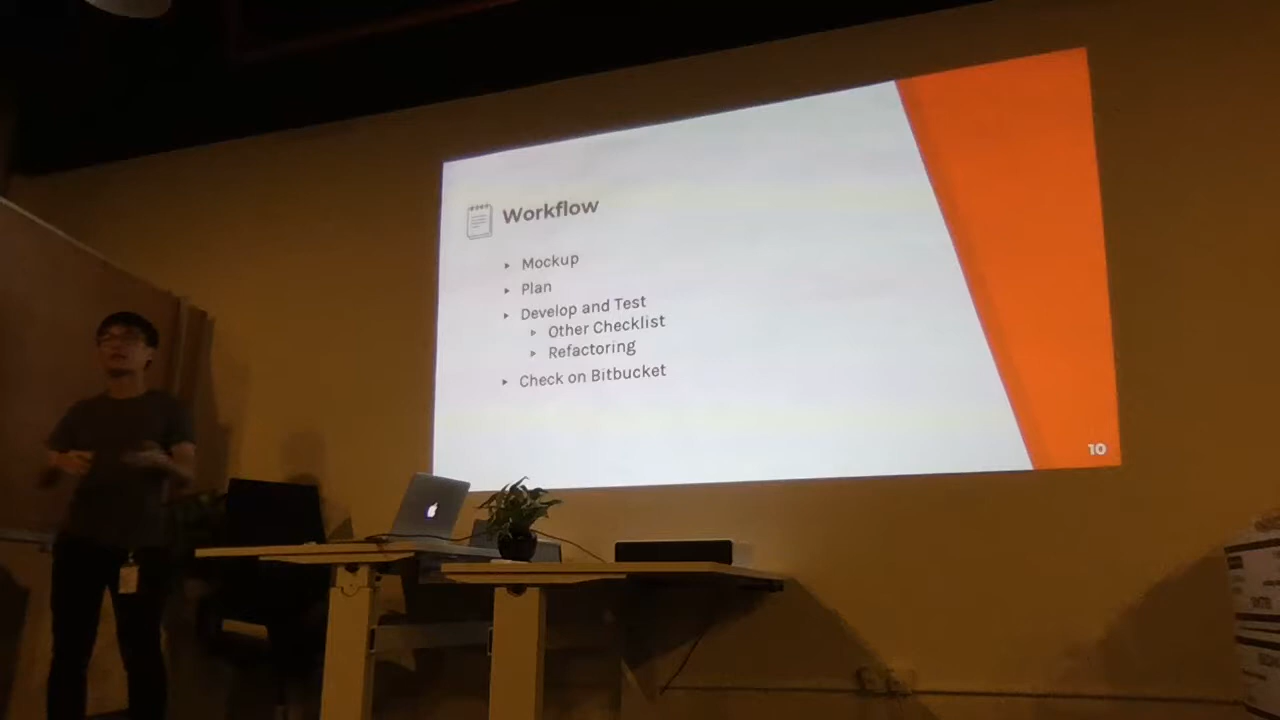 Workflow
Mockup
Plan
Develop and Test
Other Checklist
Refactoring
Check on Bitbucket
10